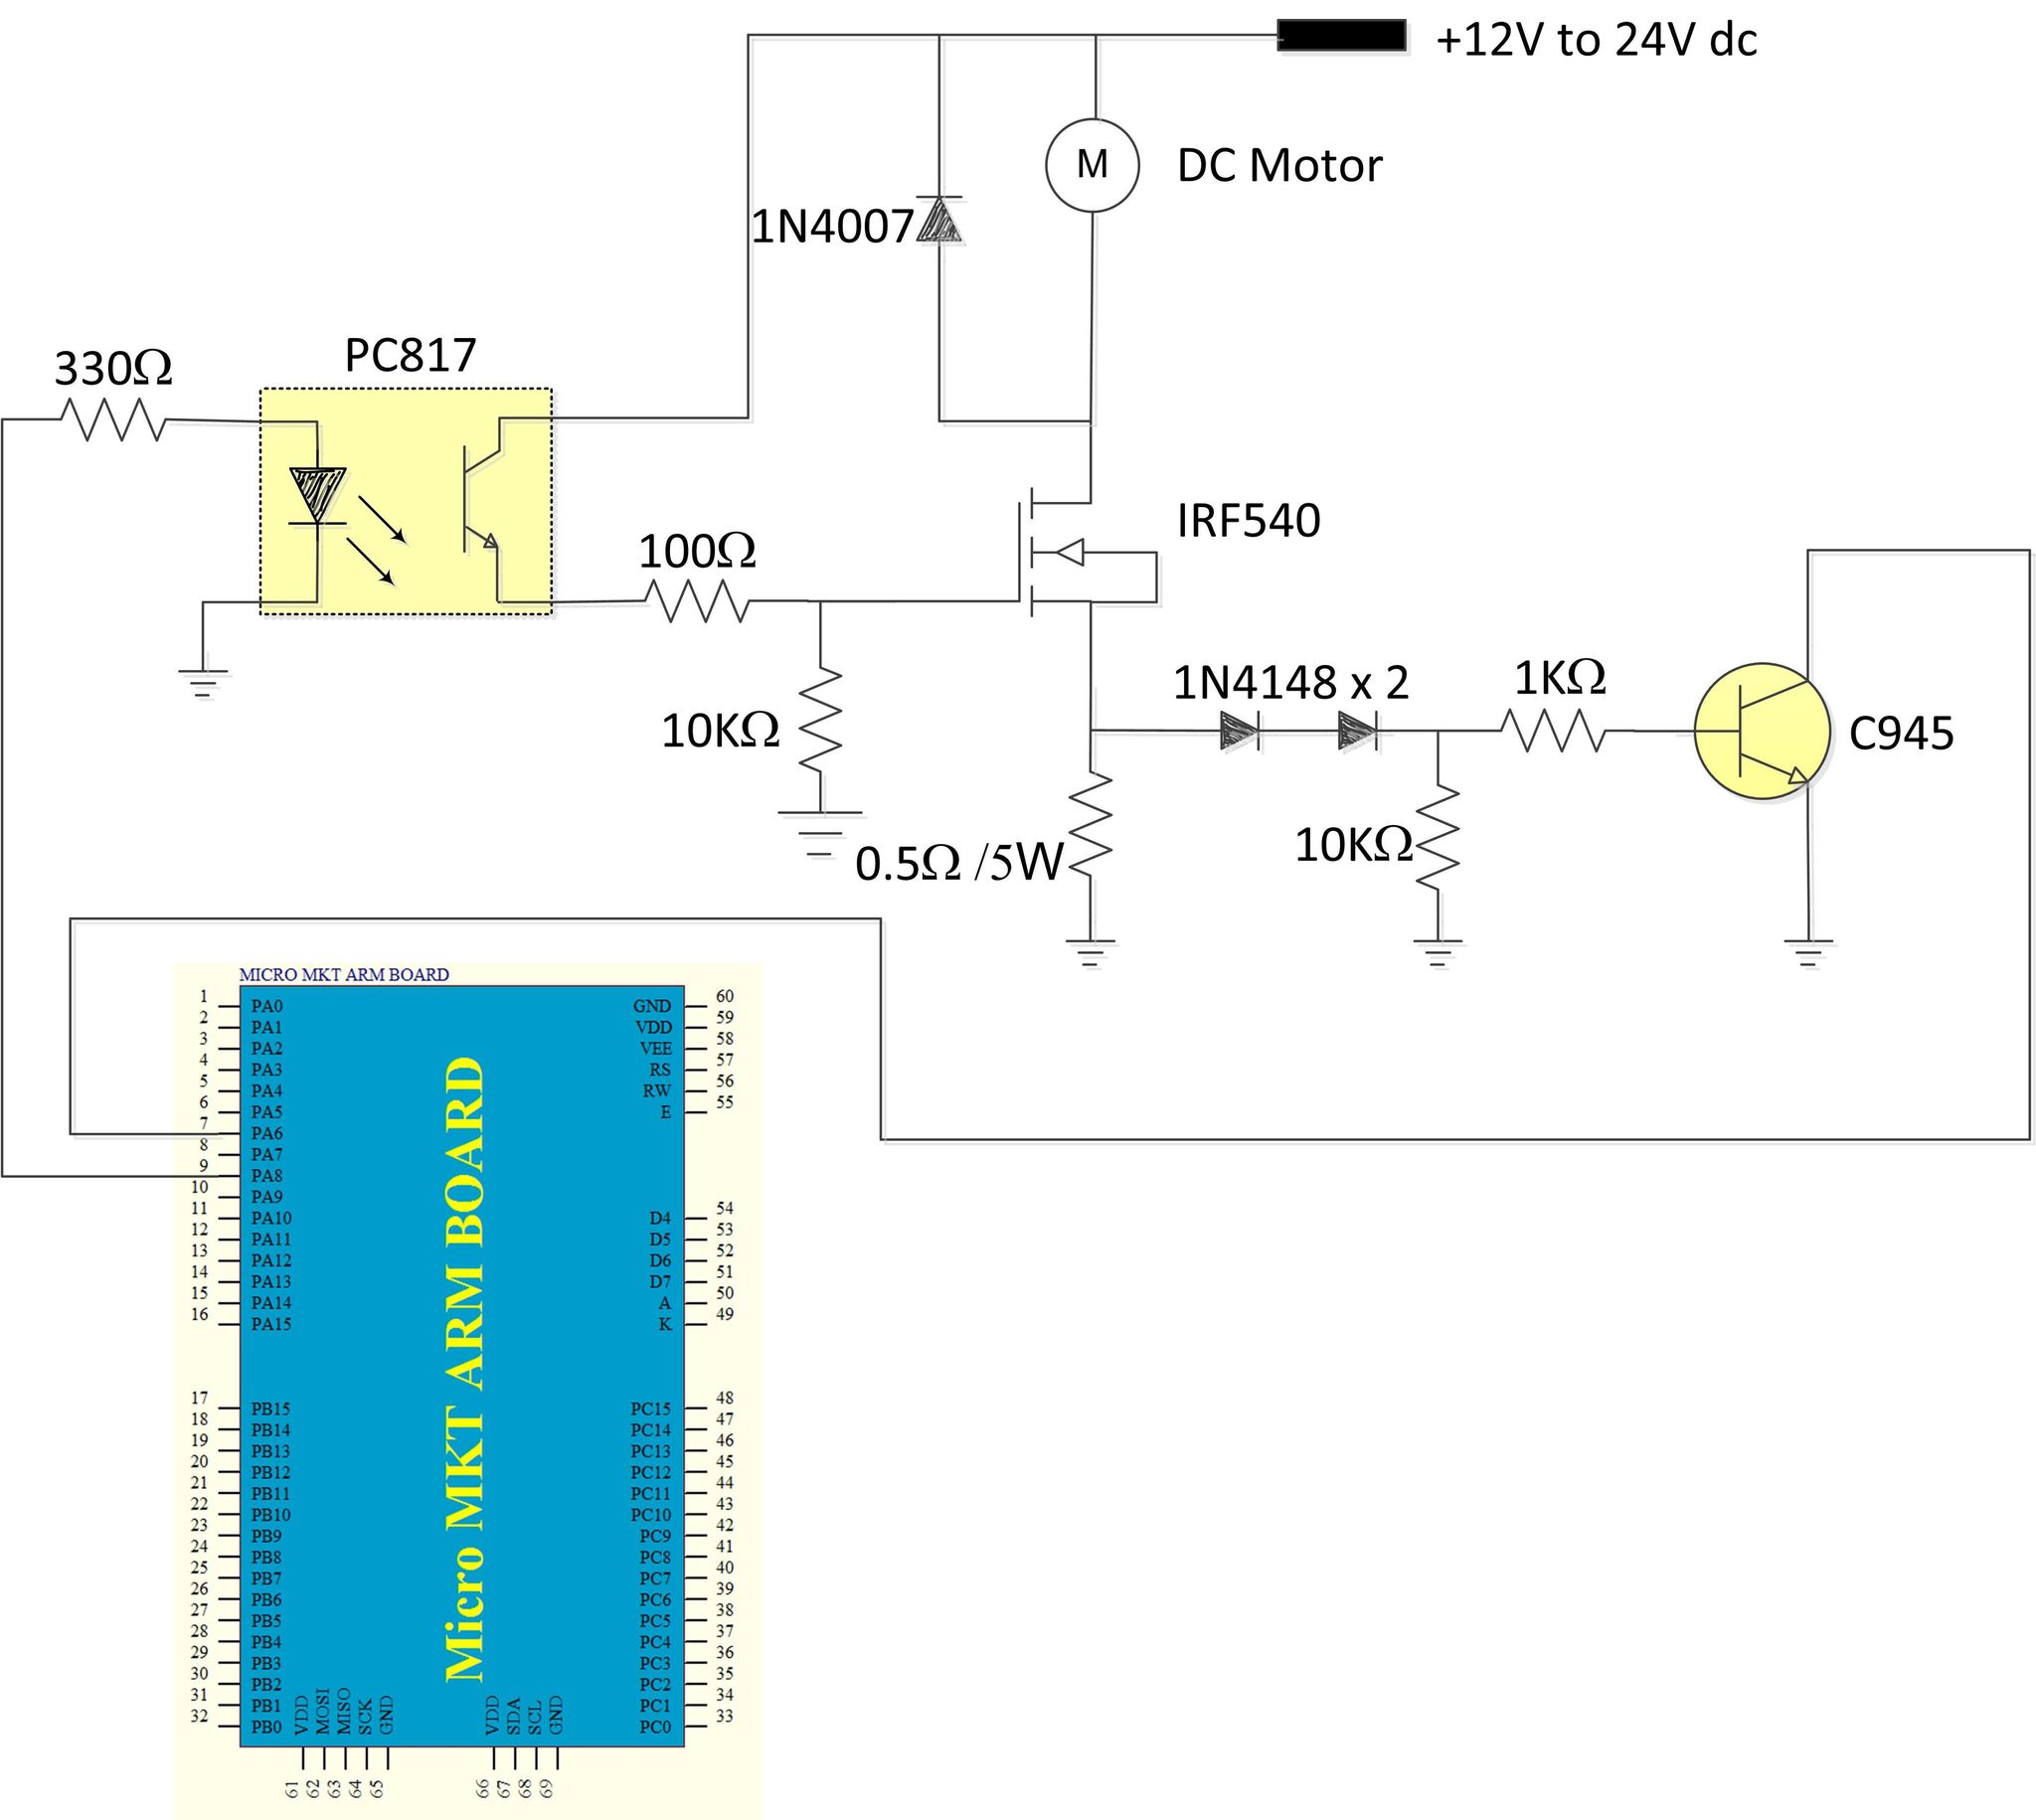 +12V to 24V dc
M
DC Motor
1N4007
330Ω
PC817
100Ω
IRF540
10KΩ
1N4148 x 2
1KΩ
C945
0.5Ω /5W
10KΩ
MICRO MKT ARM BOARD
1 PA0 GND 60
2 PA1 VDD 59
3 PA2 VEE 58
4 PA3 RS 57
5 PA4 RW 56
6 PA5 E 55
7 PA6
8 PA7
9 PA8
10 PA9
11 PA10 D4 54
12 PA11 D5 53
13 PA12 D6 52
14 PA13 D7 51
15 PA14 A 50
16 PA15 K 49
Micro MKT ARM BOARD
17 PB15 PC15 48
18 PB14 PC14 47
19 PB13 PC13 46
20 PB12 PC12 45
21 PB11 PC11 44
22 PB10 PC10 43
23 PB9 PC9 42
24 PB8 PC8 41
25 PB7 PC7 40
26 PB6 PC6 39
27 PB5 PC5 38
28 PB4 PC4 37
29 PB3 PC3 36
30 PB2 PC2 35
31 PB1 PC1 34
32 PB0 PC0 33
VDD MOSI MISO SCK GND VDD SDA SCL GND
61 62 63 64 65 66 67 68 69